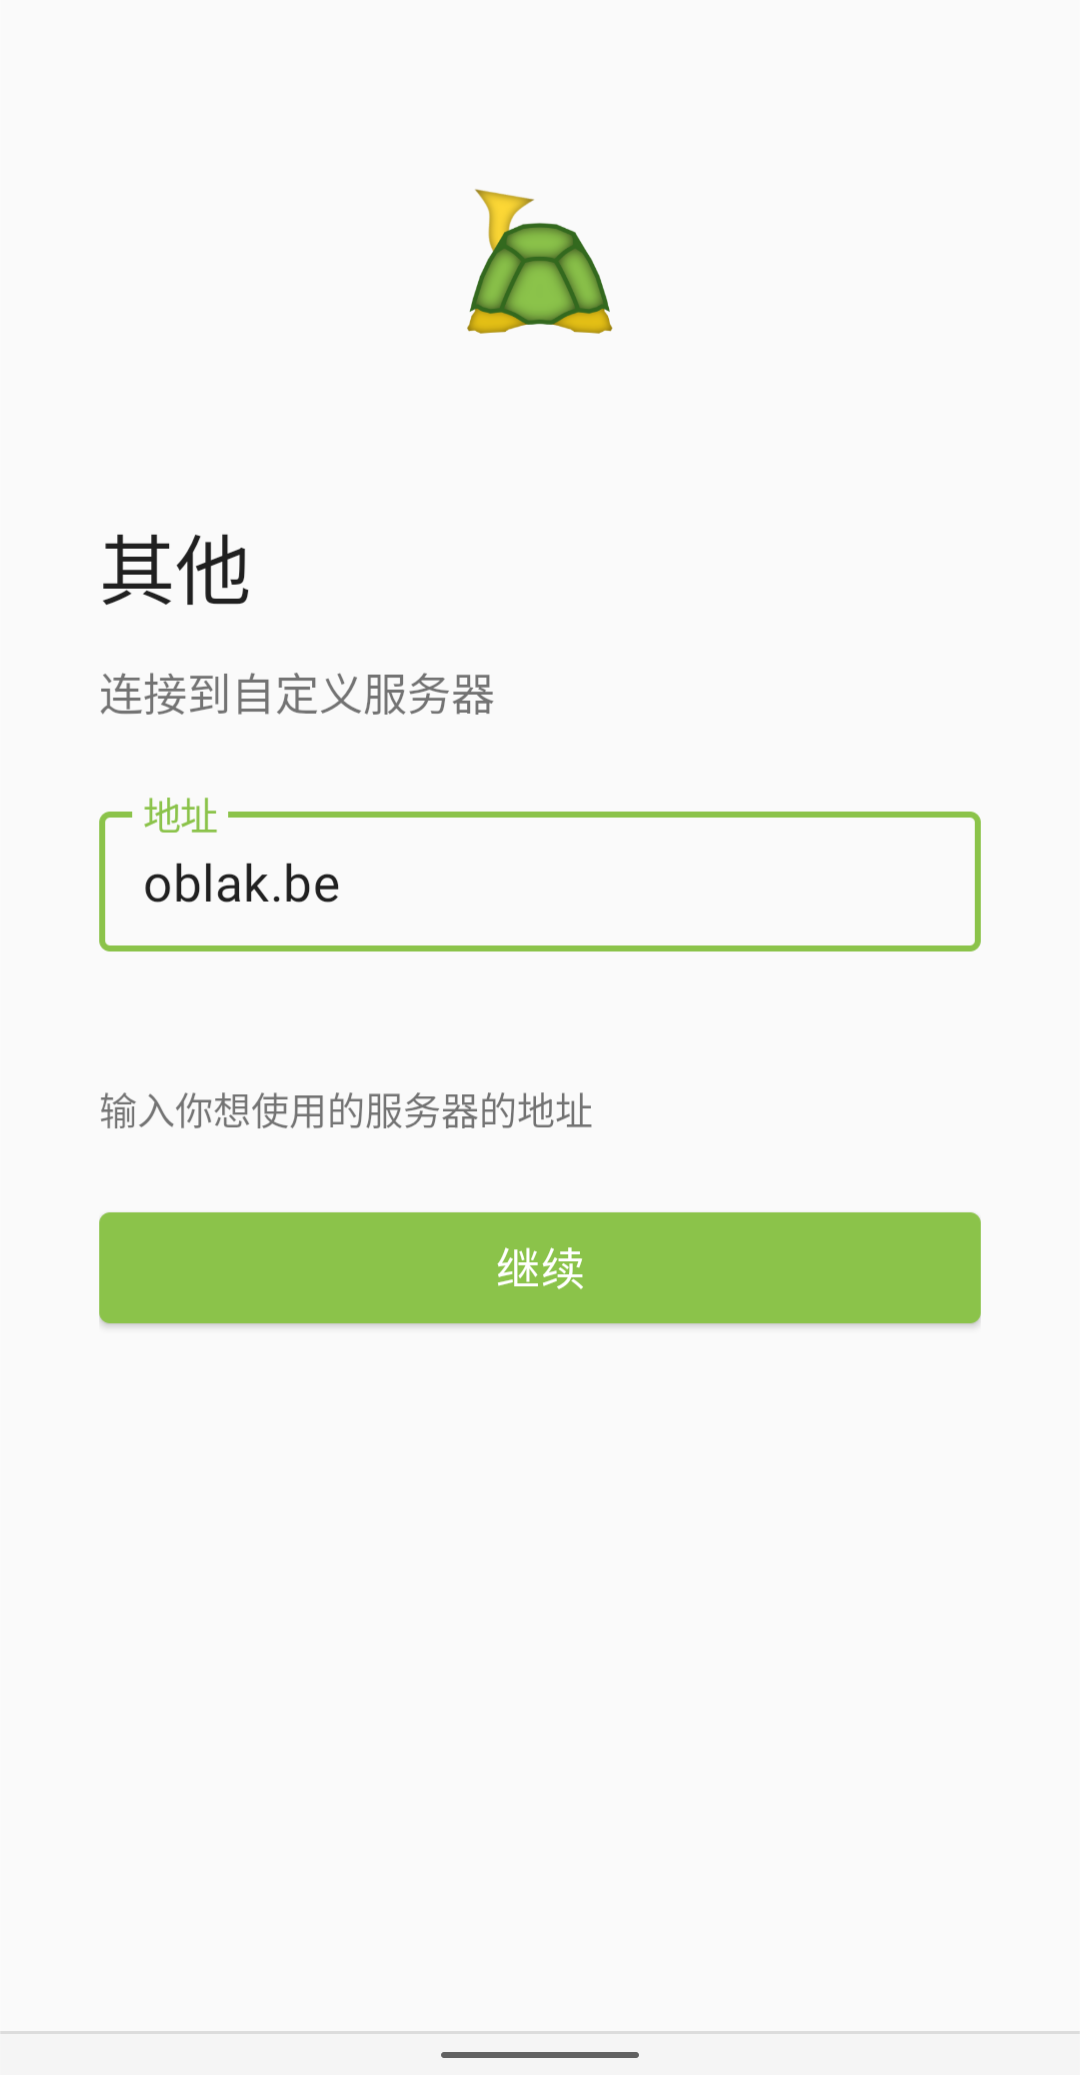 其他
连接到自定义服务器
地址
oblak.be
输入你想使用的服务器的地址
继续